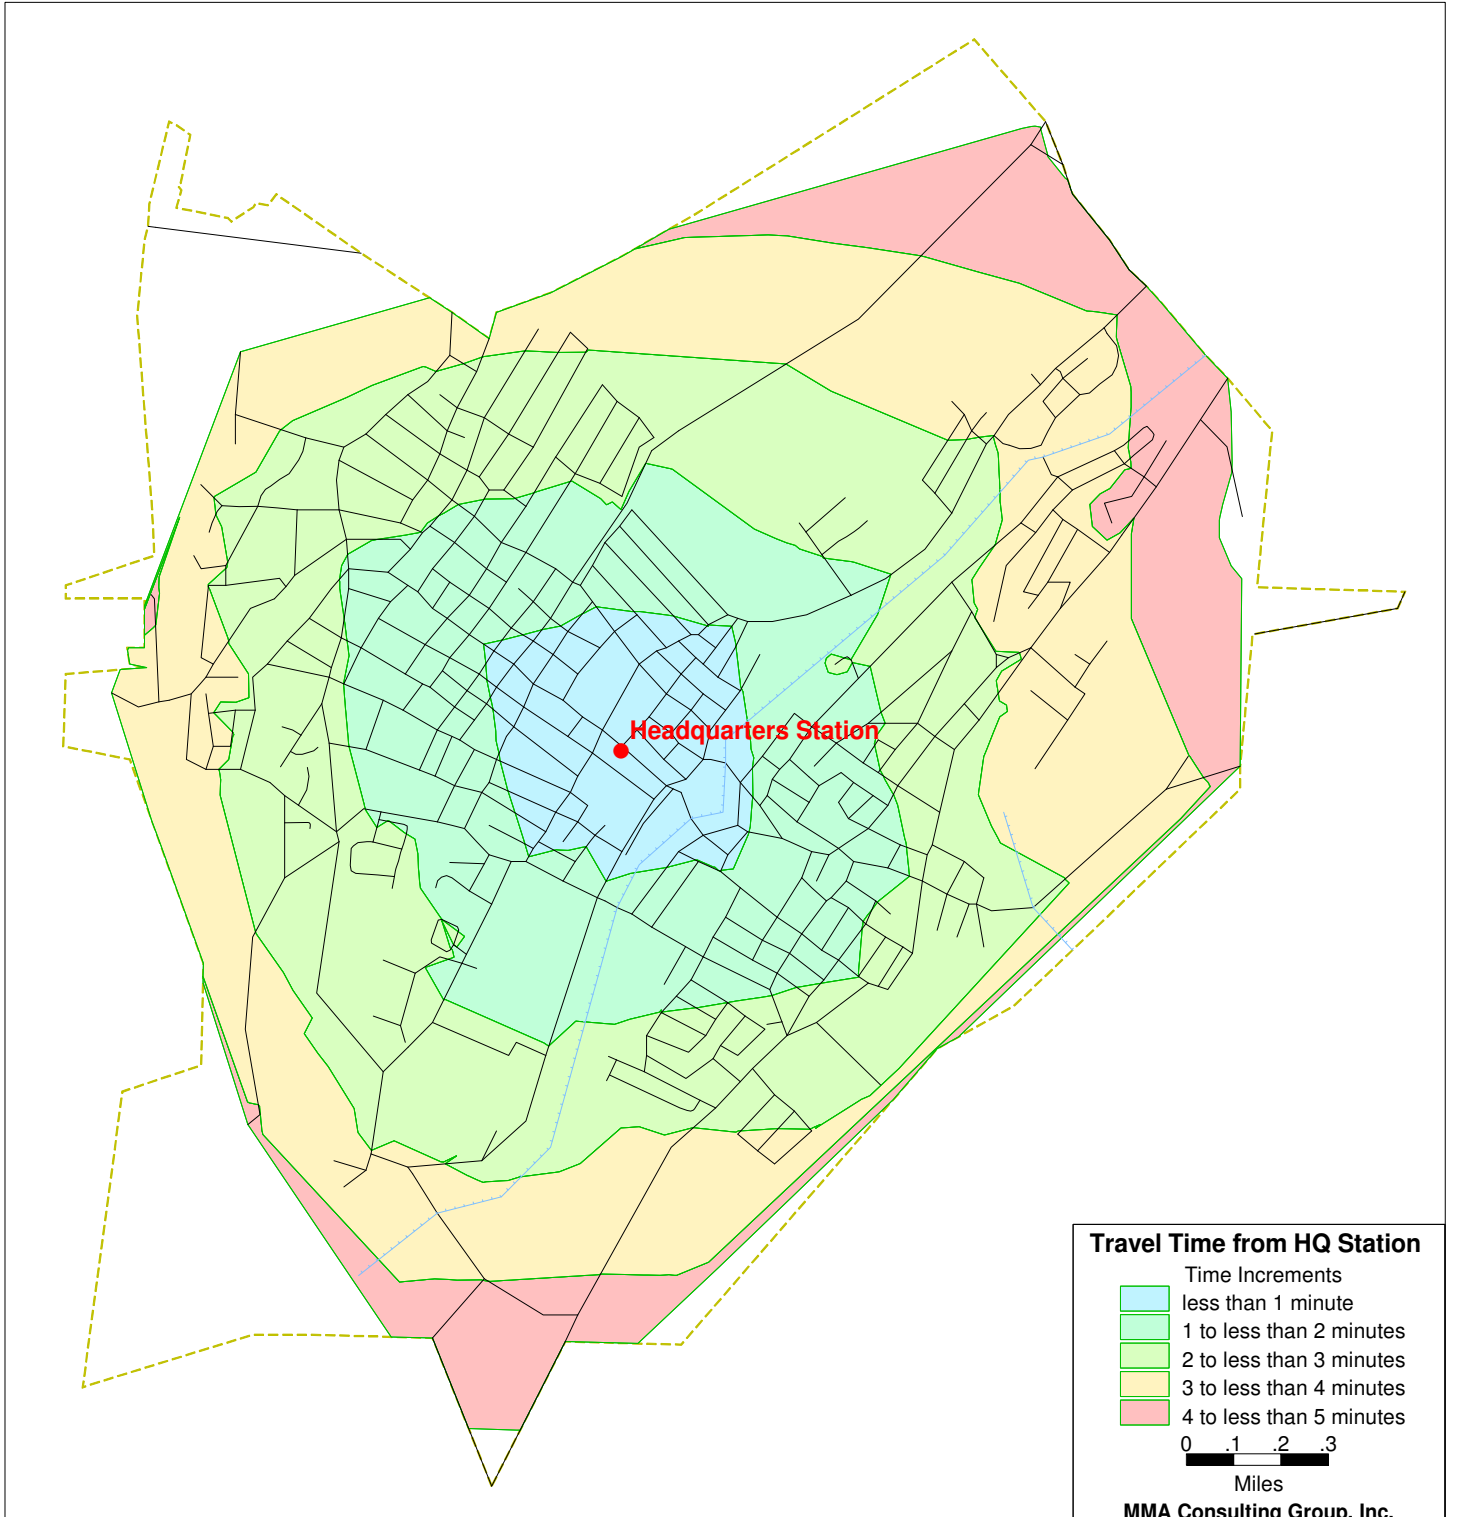 Headquarters Station
Travel Time from HQ Station
Time Increments
less than 1 minute
1 to less than 2 minutes
2 to less than 3 minutes
3 to less than 4 minutes
4 to less than 5 minutes
0 .1 .2 .3
Miles
MMA Consulting Group, Inc.